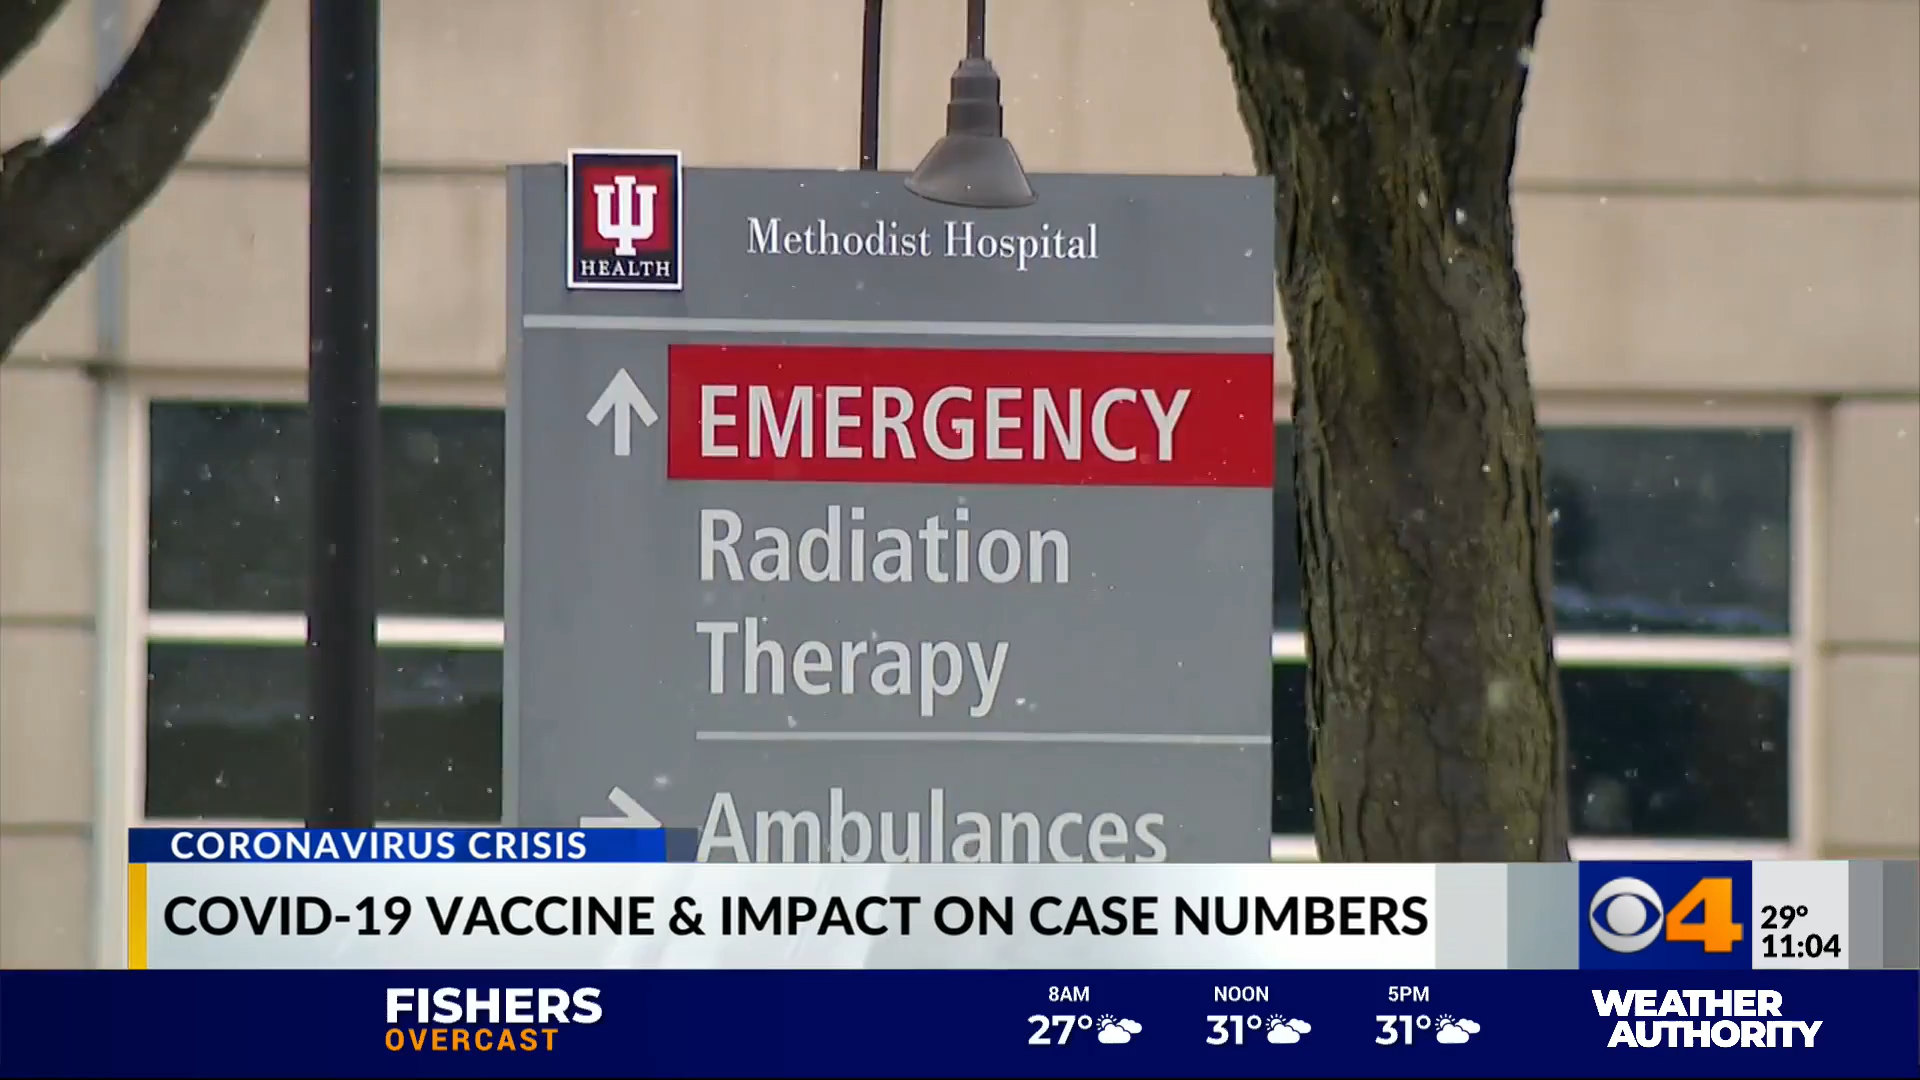 HEALTH
Methodist Hospital
EMERGENCY
Radiation
Therapy
Ambulances
CORONAVIRUS CRISIS
COVID-19 VACCINE & IMPACT ON CASE NUMBERS
4
29°
11:04
FISHERS
OVERCAST
8AM
27°
NOON
31°
5PM
31°
WEATHER
AUTHORITY